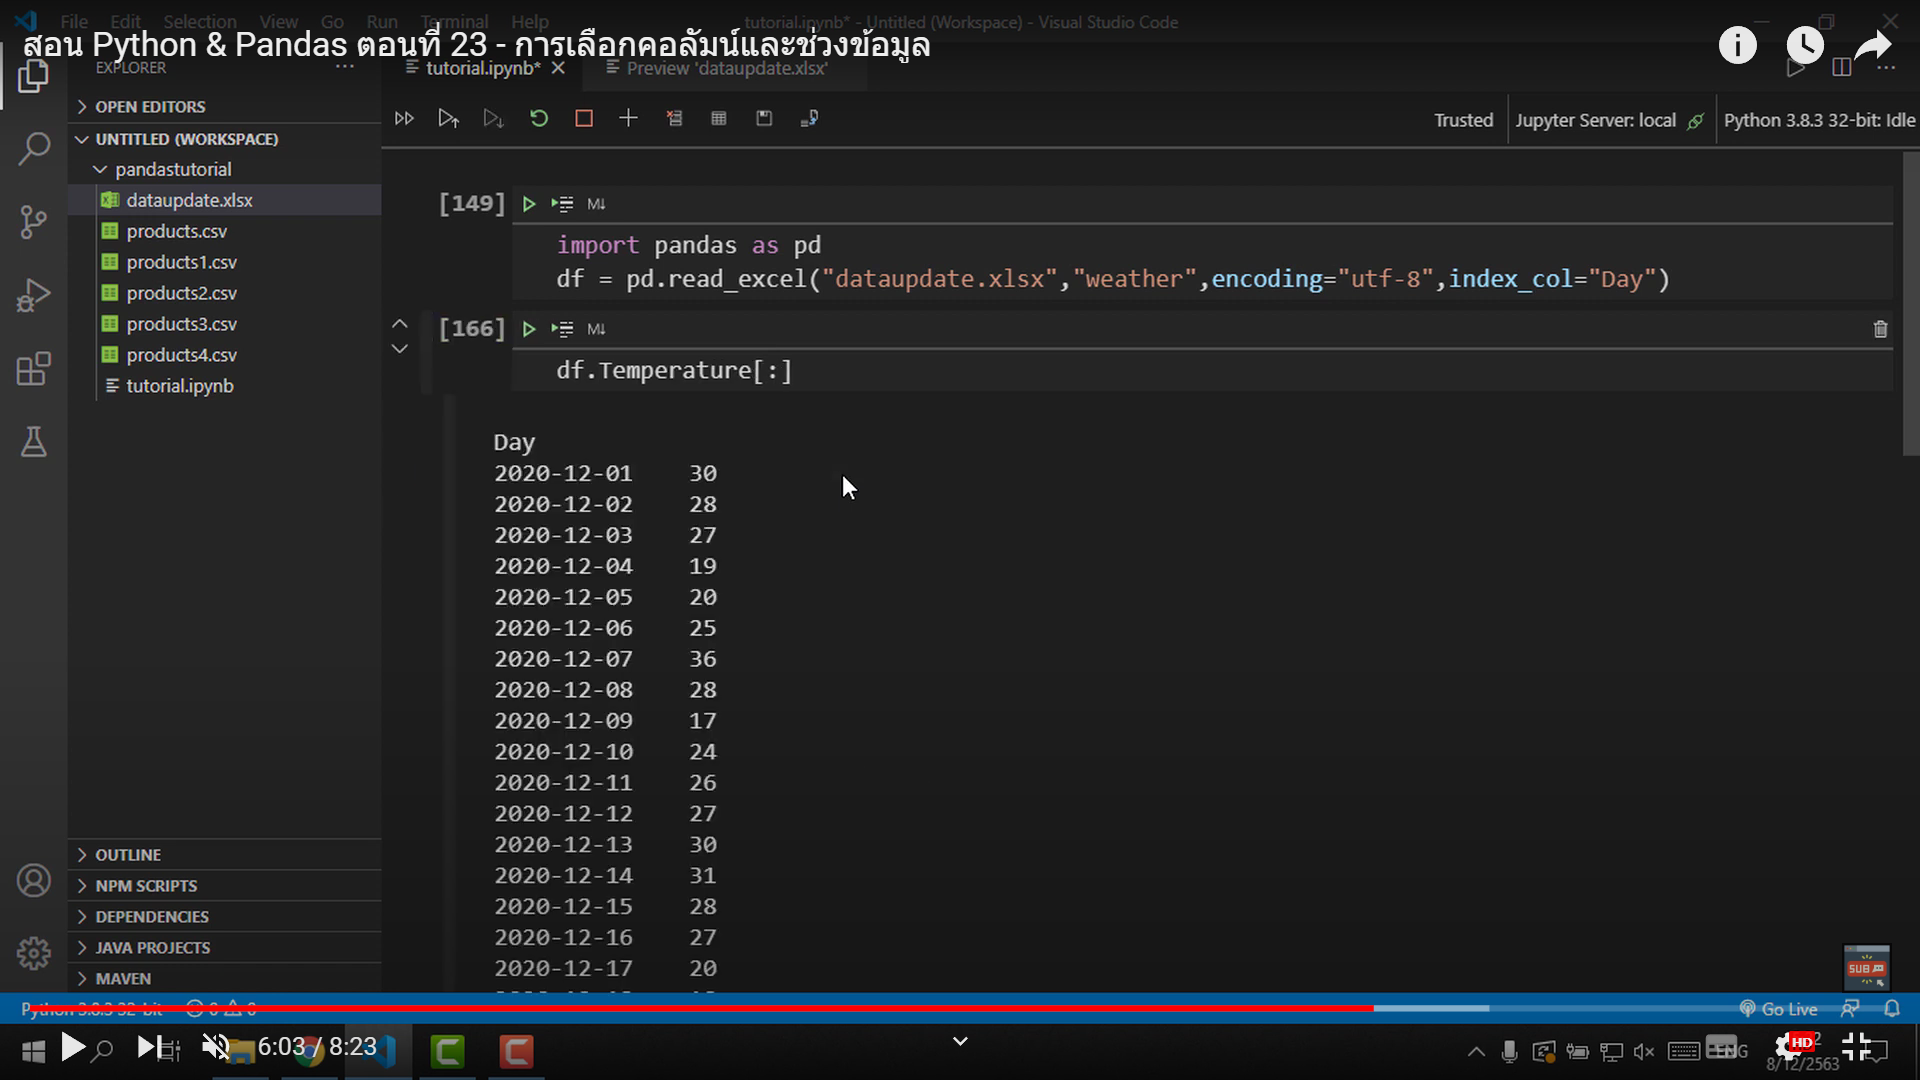 File Edit Selection View Go Run Terminal Help
tutorial.ipynb* - Untitled (Workspace) - Visual Studio Code
สอน Python & Pandas ตอนที่ 23 - การเลือกคอลัมน์และช่วงข้อมูล
EXPLORER
tutorial.ipynb*
Preview 'dataupdate.xlsx'
OPEN EDITORS
UNTITLED (WORKSPACE)
pandastutorial
dataupdate.xlsx
products.csv
products1.csv
products2.csv
products3.csv
products4.csv
tutorial.ipynb
OUTLINE
NPM SCRIPTS
DEPENDENCIES
JAVA PROJECTS
MAVEN
Trusted
Jupyter Server: local
Python 3.8.3 32-bit: Idle
[149]
M↓
import pandas as pd
df = pd.read_excel("dataupdate.xlsx","weather",encoding="utf-8",index_col="Day")
[166]
M↓
df.Temperature[:]
Day
2020-12-01 30
2020-12-02 28
2020-12-03 27
2020-12-04 19
2020-12-05 20
2020-12-06 25
2020-12-07 36
2020-12-08 28
2020-12-09 17
2020-12-10 24
2020-12-11 26
2020-12-12 27
2020-12-13 30
2020-12-14 31
2020-12-15 28
2020-12-16 27
2020-12-17 20
SUB
Python 3.8.3 32-bit 0 0
Go Live
6:03 / 8:23
ENG
HD
8/12/2563